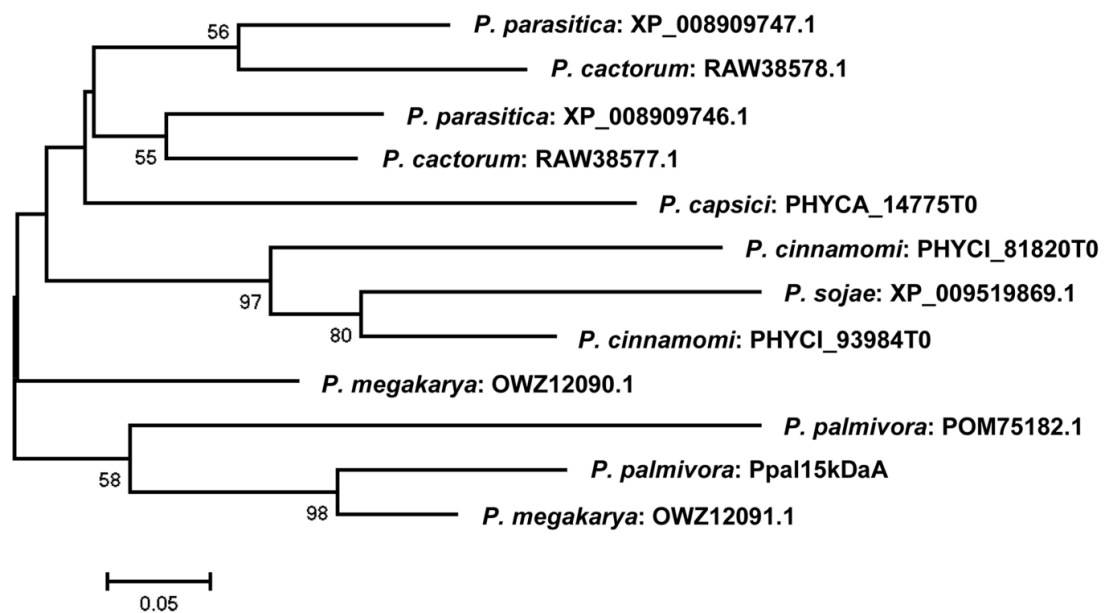 56
P. parasitica: XP_008909747.1
P. cactorum: RAW38578.1
P. parasitica: XP_008909746.1
55
P. cactorum: RAW38577.1
P. capsici: PHYCA_14775T0
P. cinnamomi: PHYCI_81820T0
97
P. sojae: XP_009519869.1
80
P. cinnamomi: PHYCI_93984T0
P. megakarya: OWZ12090.1
P. palmivora: POM75182.1
58
P. palmivora: Ppal15kDaA
98
P. megakarya: OWZ12091.1
0.05